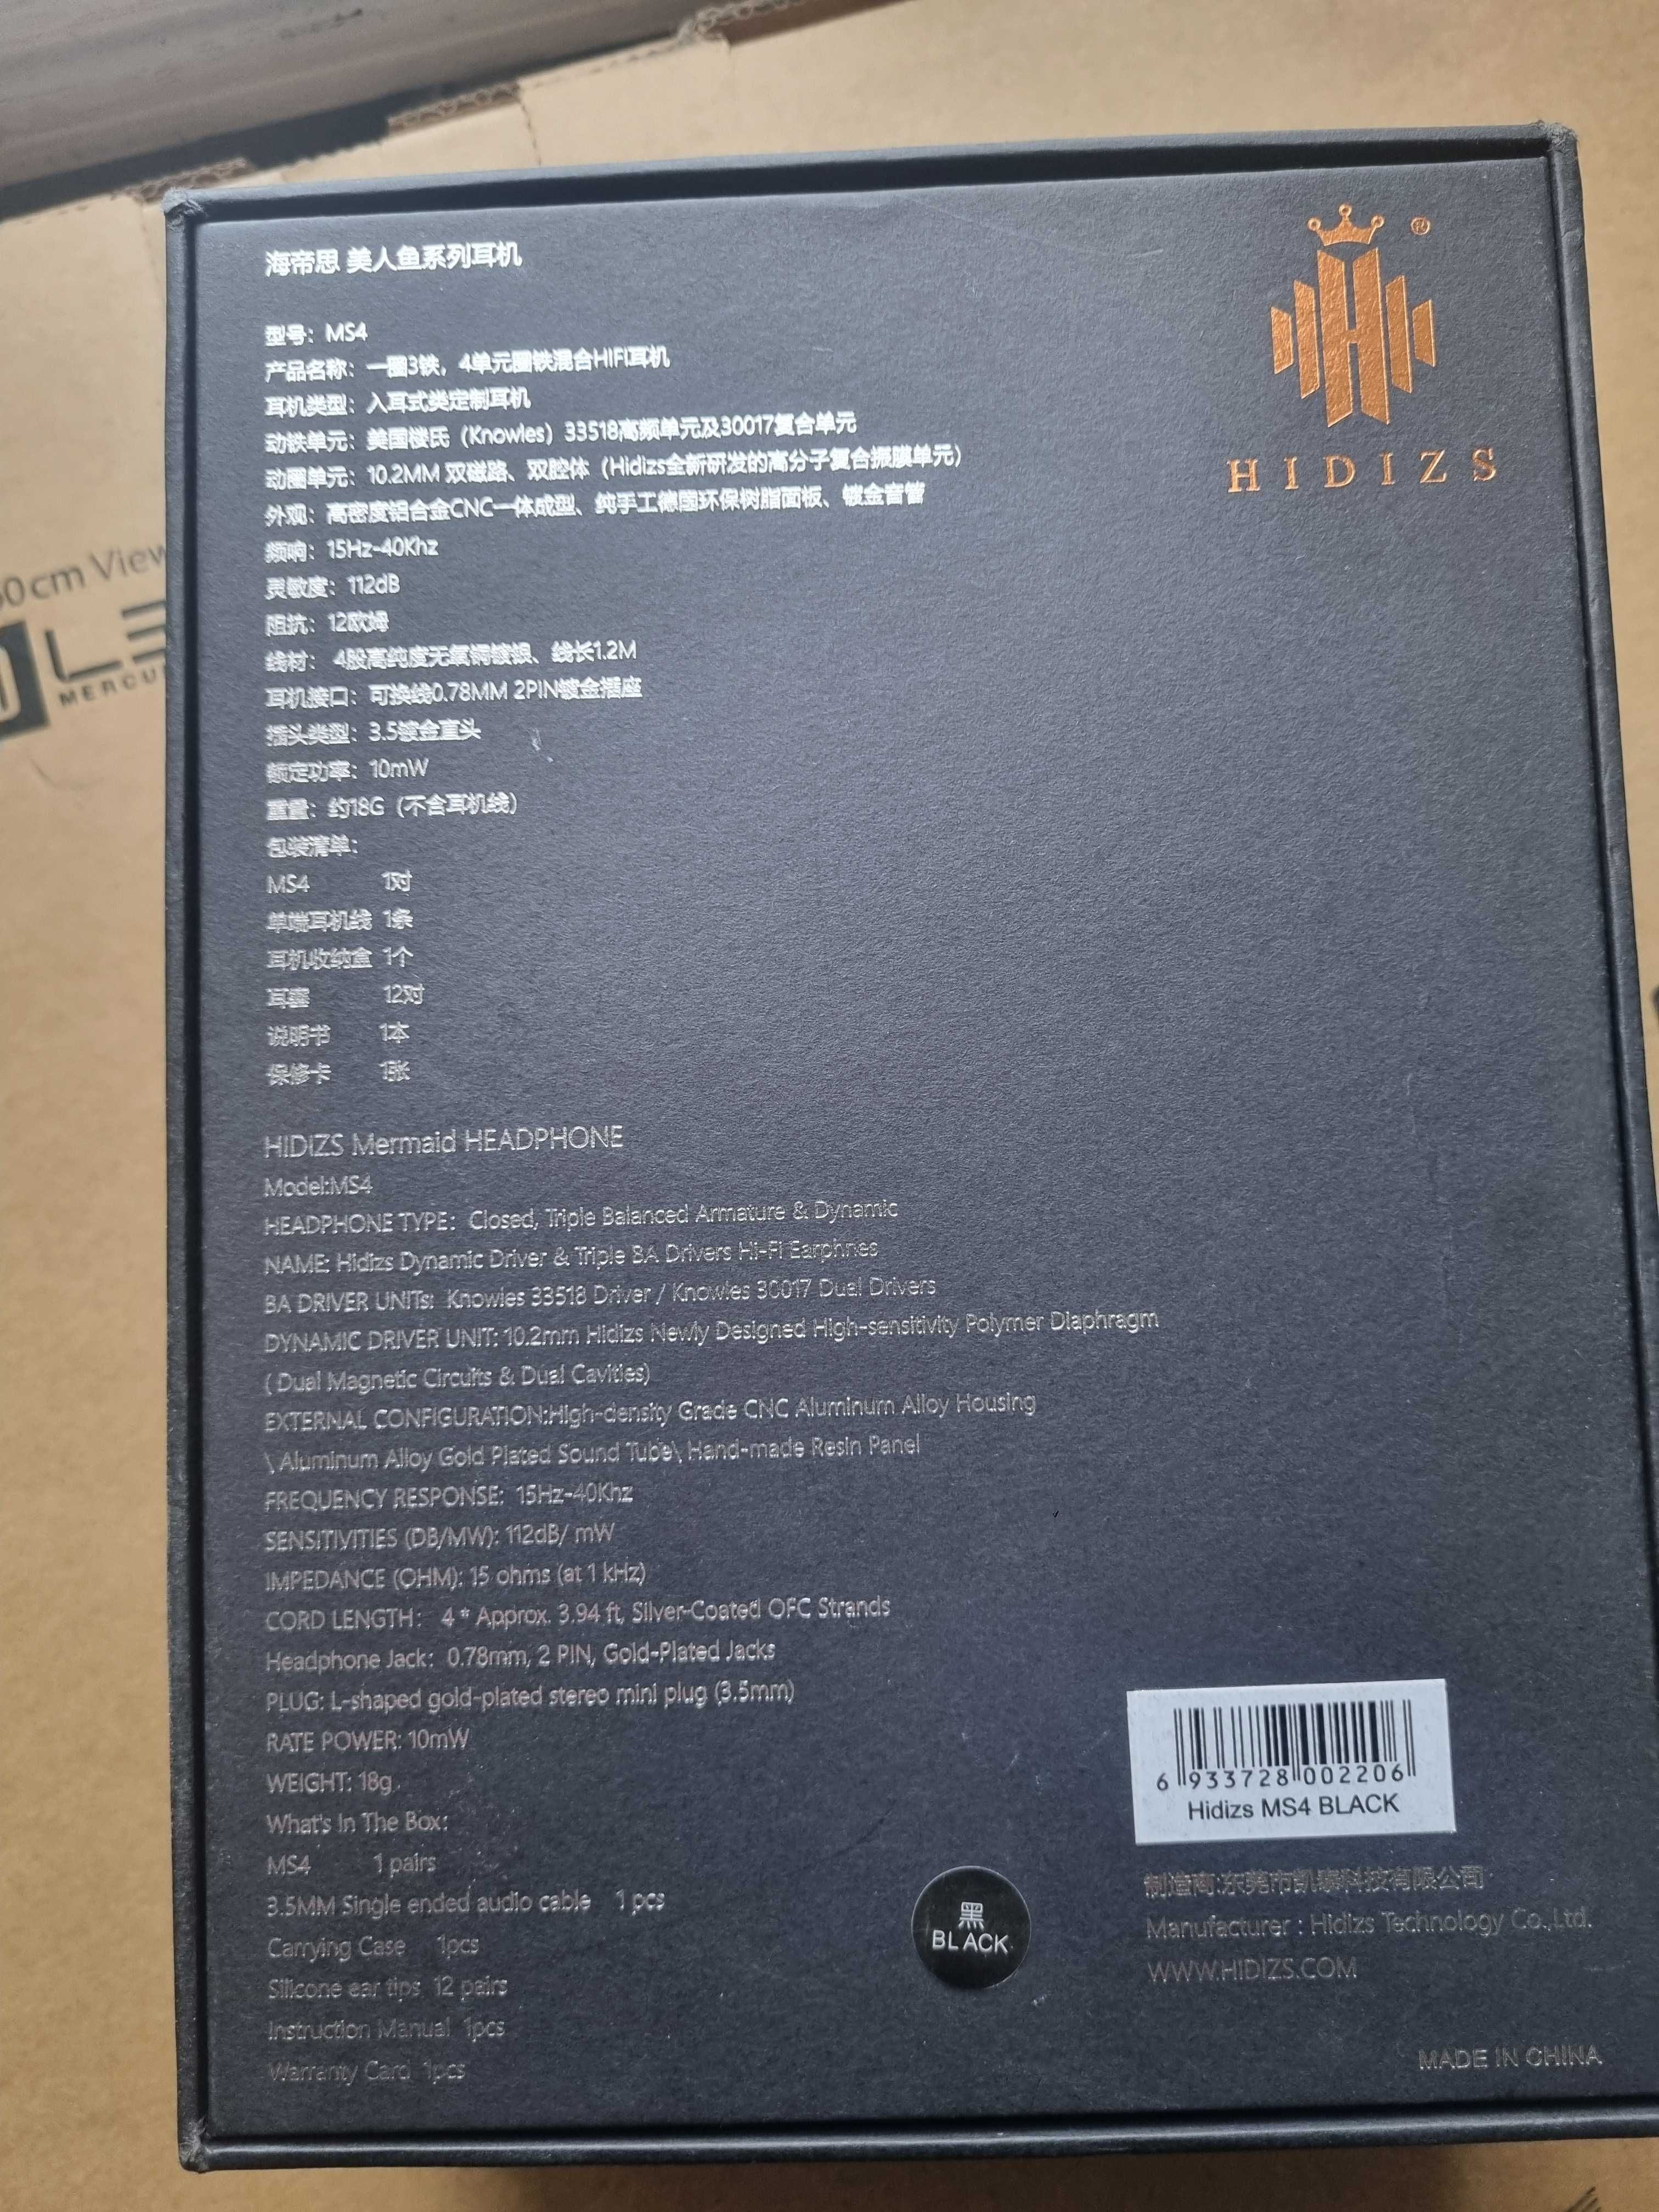 海帝思 美人鱼系列耳机
型号：MS4
产品名称：一圈3铁，4单元圈铁混合HIFI耳机
耳机类型：入耳式类定制耳机
动铁单元：美国楼氏（Knowles）33518高频单元及30017复合单元
动圈单元：10.2MM 双磁路、双腔体（Hidizs全新研发的高分子复合振膜单元）
外观：高密度铝合金CNC一体成型、纯手工德国环保树脂面板、镀金音管
频响：15Hz-40Khz
灵敏度：112dB
阻抗：12欧姆
线材： 4股高纯度无氧铜镀银、线长1.2M
耳机接口：可换线0.78MM 2PIN镀金插座
插头类型：3.5镀金直头
额定功率：10mW
重量：约18G（不含耳机线）
包装清单：
MS4 1对
单端耳机线 1条
耳机收纳盒 1个
耳塞 12对
说明书 1本
保修卡 1张
HIDIZS Mermaid HEADPHONE
Model:MS4
HEADPHONE TYPE： Closed, Triple Balanced Armature & Dynamic
NAME: Hidizs Dynamic Driver & Triple BA Drivers Hi-Fi Earphnes
BA DRIVER UNITs: Knowles 33518 Driver / Knowles 30017 Dual Drivers
DYNAMIC DRIVER UNIT: 10.2mm Hidizs Newly Designed High-sensitivity Polymer Diaphragm
( Dual Magnetic Circuits & Dual Cavities)
EXTERNAL CONFIGURATION:High-density Grade CNC Aluminum Alloy Housing
\ Aluminum Alloy Gold Plated Sound Tube\ Hand-made Resin Panel
FREQUENCY RESPONSE: 15Hz-40Khz
SENSITIVITIES (DB/MW): 112dB/ mW
IMPEDANCE (OHM): 15 ohms (at 1 kHz)
CORD LENGTH： 4 * Approx. 3.94 ft, Silver-Coated OFC Strands
Headphone Jack： 0.78mm, 2 PIN, Gold-Plated Jacks
PLUG: L-shaped gold-plated stereo mini plug (3.5mm)
RATE POWER: 10mW
WEIGHT: 18g
What's In The Box:
MS4 1 pairs
3.5MM Single ended audio cable 1 pcs
Carrying Case 1pcs
Silicone ear tips 12 pairs
Instruction Manual 1pcs
Warranty Card 1pcs
®
HIDIZS
6 933728 002206
Hidizs MS4 BLACK
黑
BLACK
制造商:东莞市凯泰科技有限公司
Manufacturer : Hidizs Technology Co.,Ltd.
WWW.HIDIZS.COM
MADE IN CHINA
0cm View